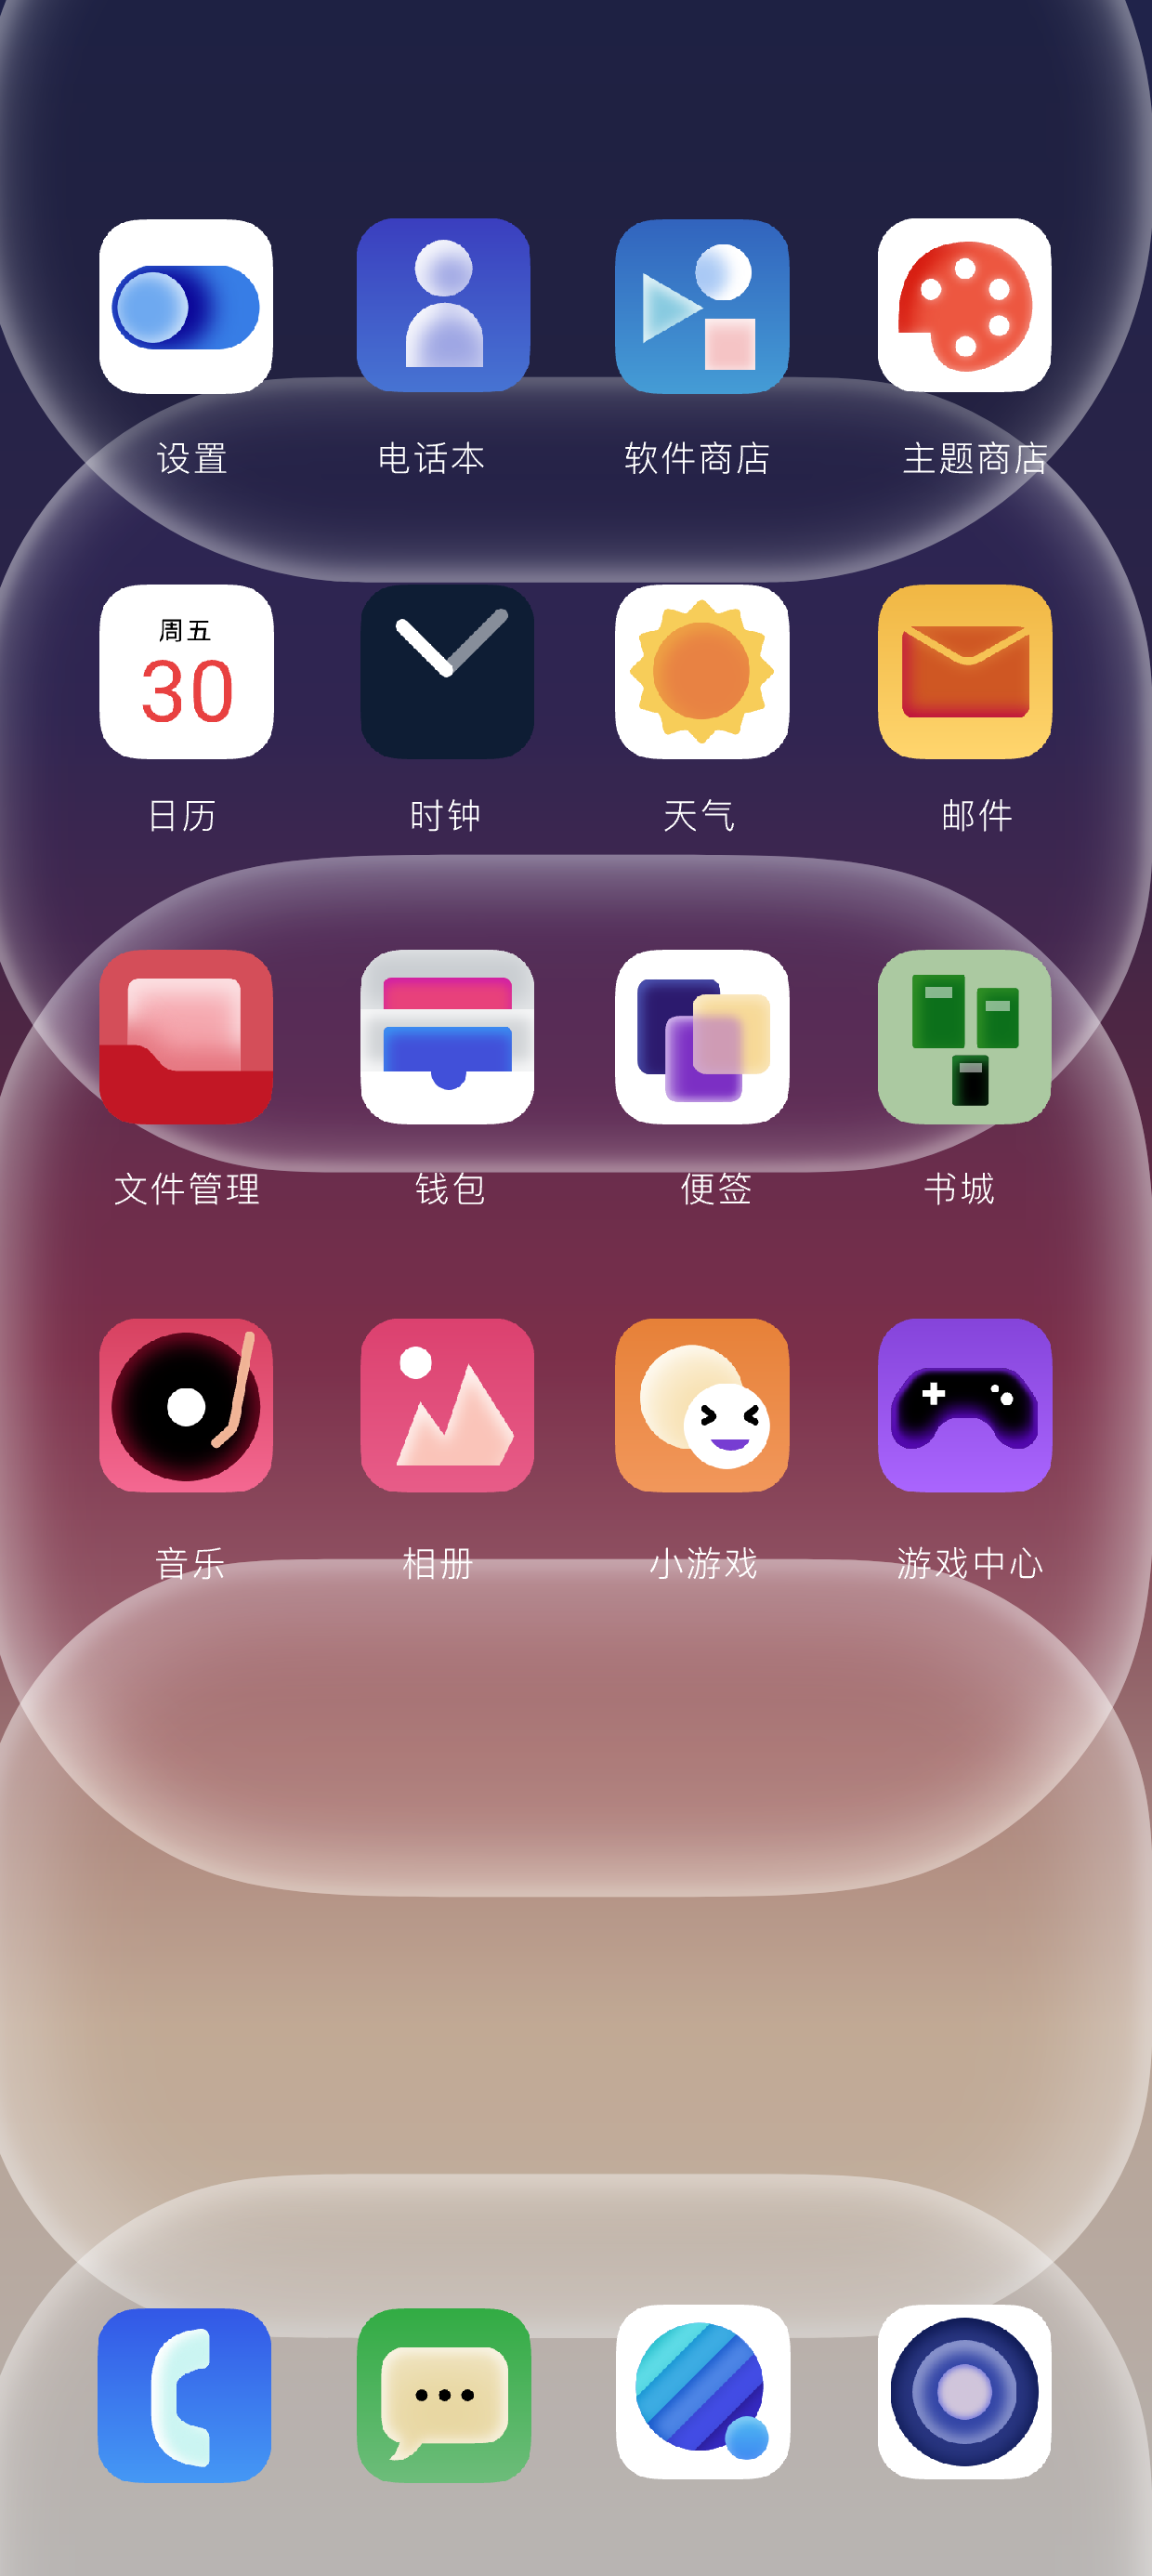 设置
电话本
软件商店
主题商店
周五
30
日历
时钟
天气
邮件
文件管理
钱包
便签
书城
音乐
相册
小游戏
游戏中心